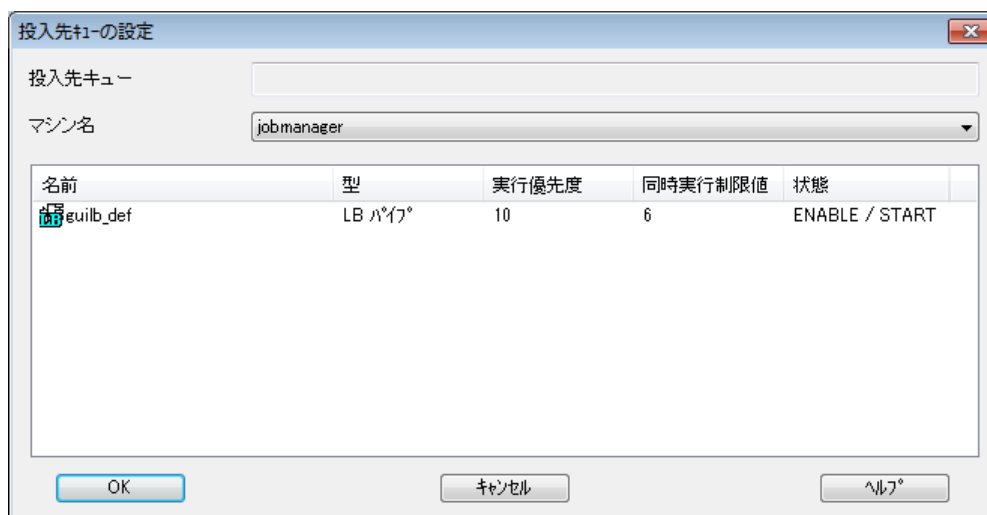 投入先ｷｭｰの設定
投入先キュー
マシン名 jobmanager
名前 型 実行優先度 同時実行制限値 状態
guilb_def LB ﾊﾟｲﾌﾟ 10 6 ENABLE / START
OK ｷｬﾝｾﾙ ﾍﾙﾌﾟ